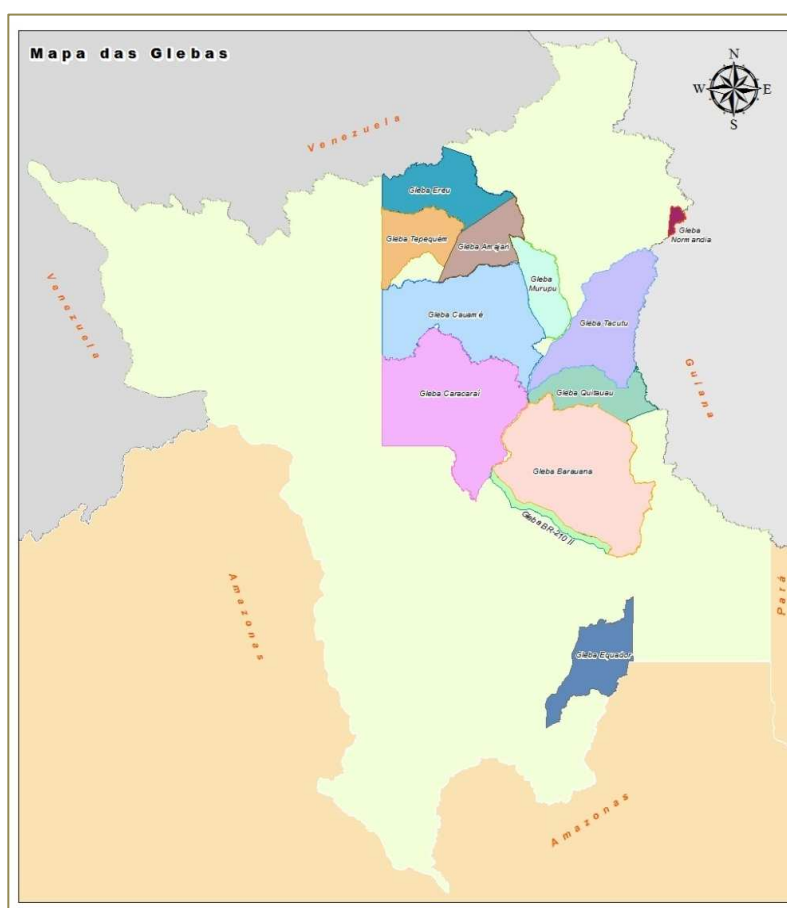 Mapa das Glebas
N
W
E
S
Venezuela
Gleba Ereu
Gleba Tepequém
Gleba Amajari
Gleba
Normandia
Gleba
Murupu
Venezuela
Gleba Cauamé
Gleba Tacutu
Guiana
Gleba Caracaraí
Gleba Quitauau
Gleba Barauana
Gleba BR-210 II
Amazonas
Pará
Gleba Equador
Amazonas